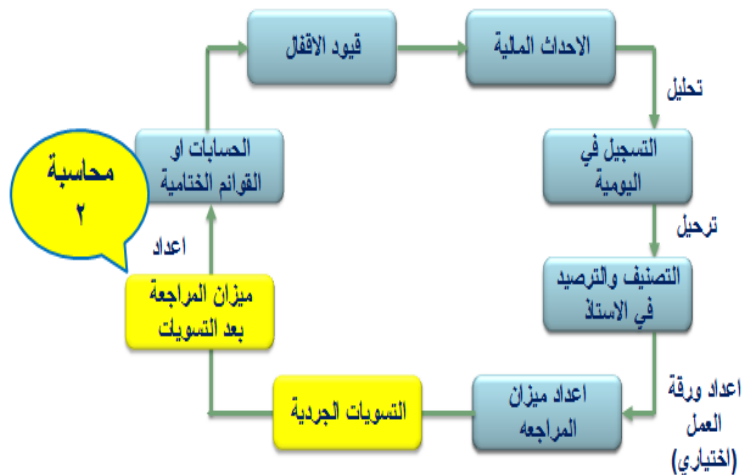 قيود الاقفال
الاحداث المالية
تحليل
التسجيل في
اليومية
ترحيل
التصنيف والترصيد
في الاستاذ
اعداد ورقة
العمل
(اختياري)
اعداد ميزان
المراجعه
التسويات الجردية
ميزان المراجعة
بعد التسويات
اعداد
الحسابات او
القوائم الختامية
محاسبة
٢